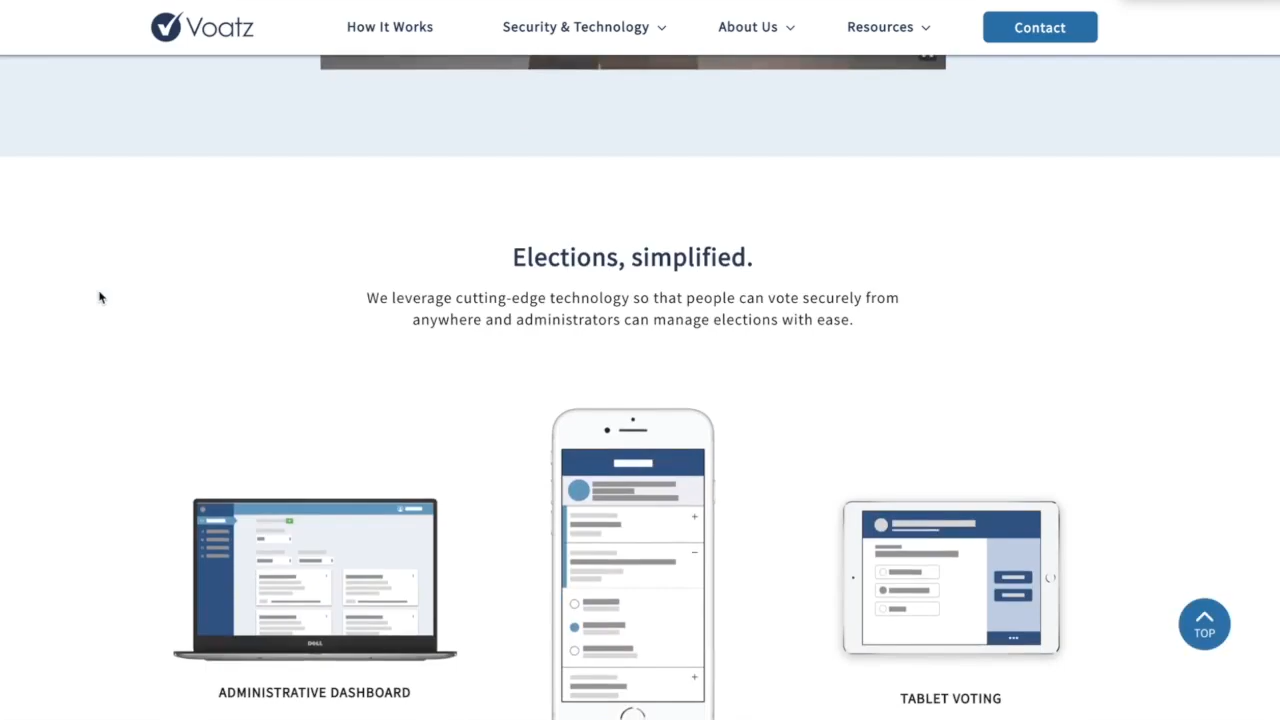 Voatz
How It Works
Security & Technology
About Us
Resources
Contact
Elections, simplified.
We leverage cutting-edge technology so that people can vote securely from
anywhere and administrators can manage elections with ease.
DELL
TOP
ADMINISTRATIVE DASHBOARD
TABLET VOTING